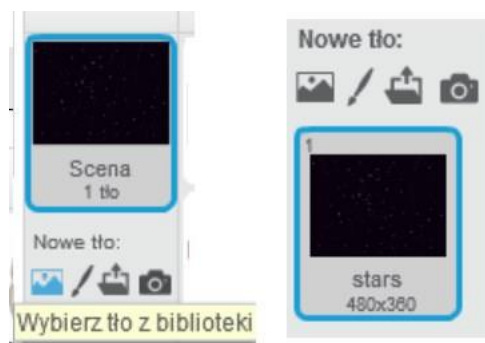 Scena
1 tło
Nowe tło:
Wybierz tło z biblioteki
Nowe tło:
1
stars
480x360